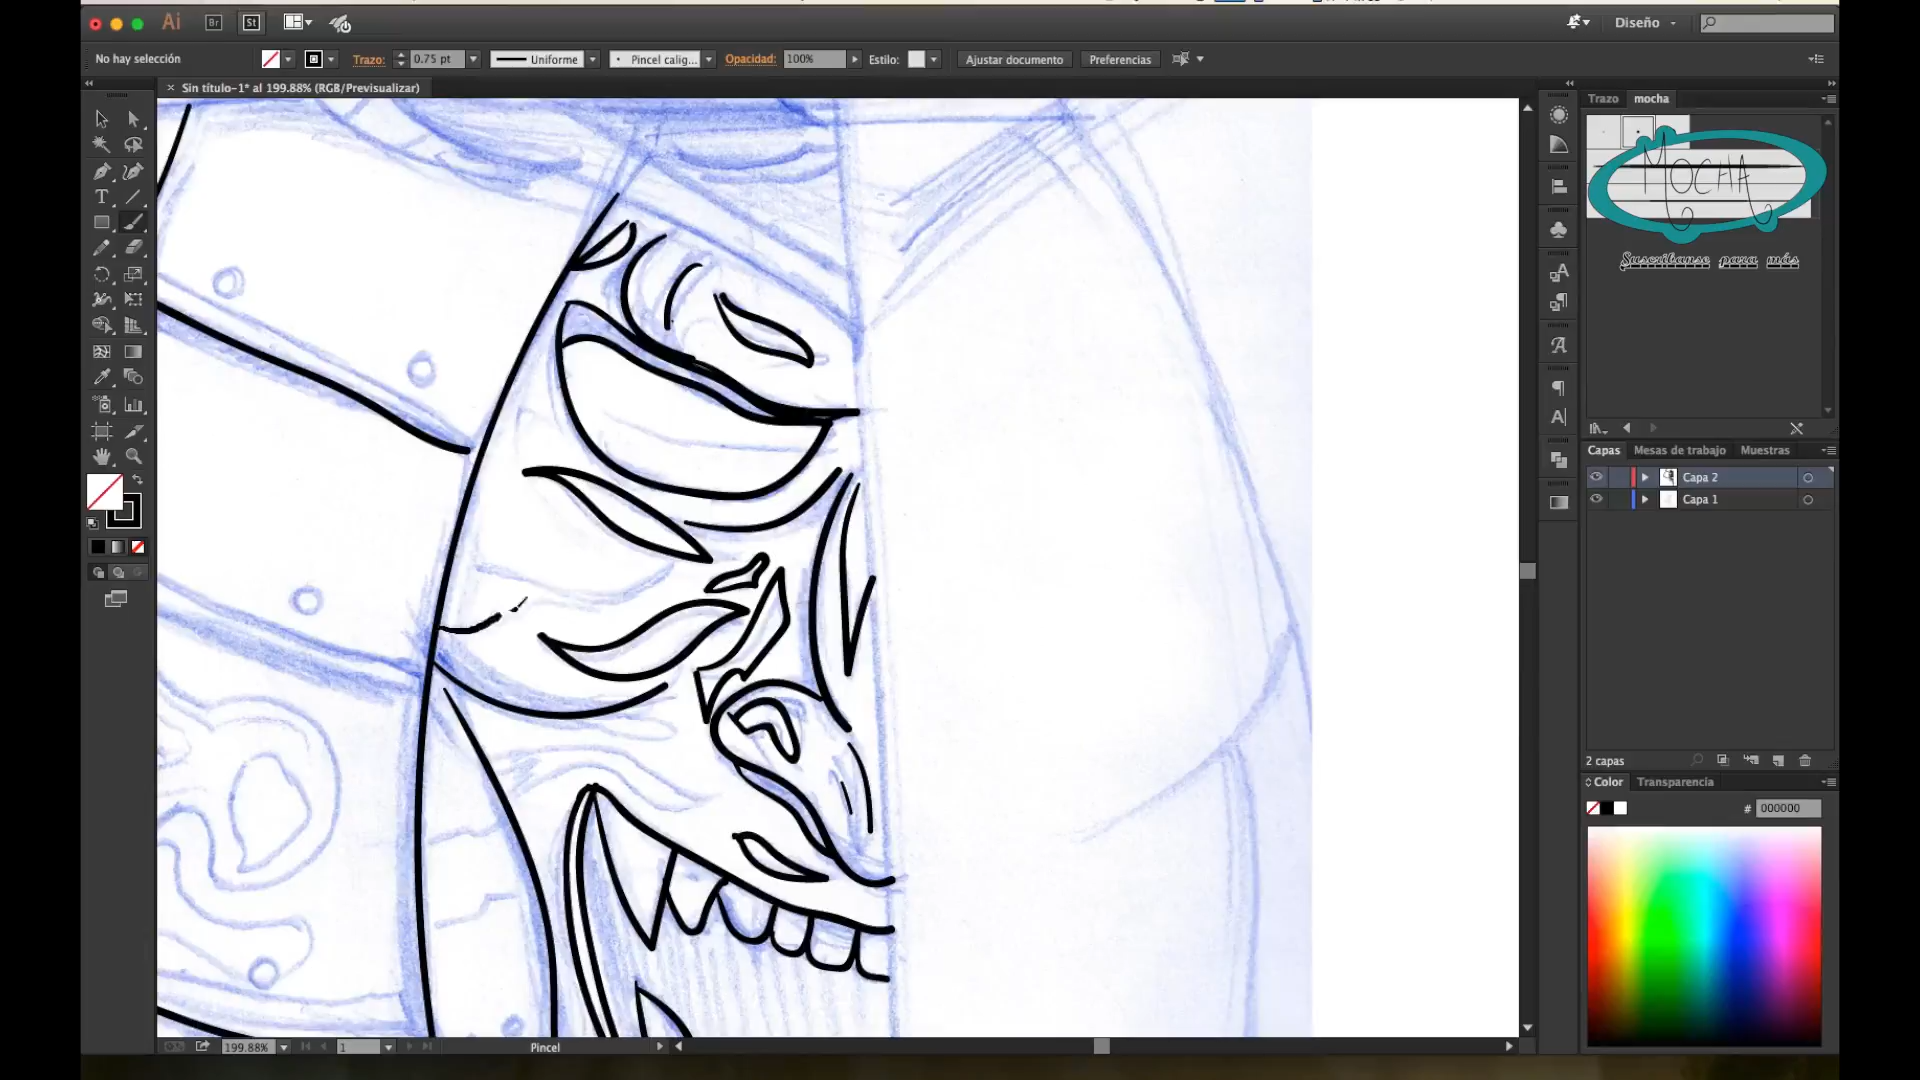 Ai Br St Diseño
No hay selección Trazo: 0.75 pt Uniforme Pincel calig... Opacidad: 100% Estilo: Ajustar documento Preferencias
× Sin título-1* al 199.88% (RGB/Previsualizar)
Trazo mocha
MOCHA
Suscribanse para más
Capas Mesas de trabajo Muestras
Capa 2
Capa 1
2 capas
Color Transparencia
# 000000
199.88% 1 Pincel